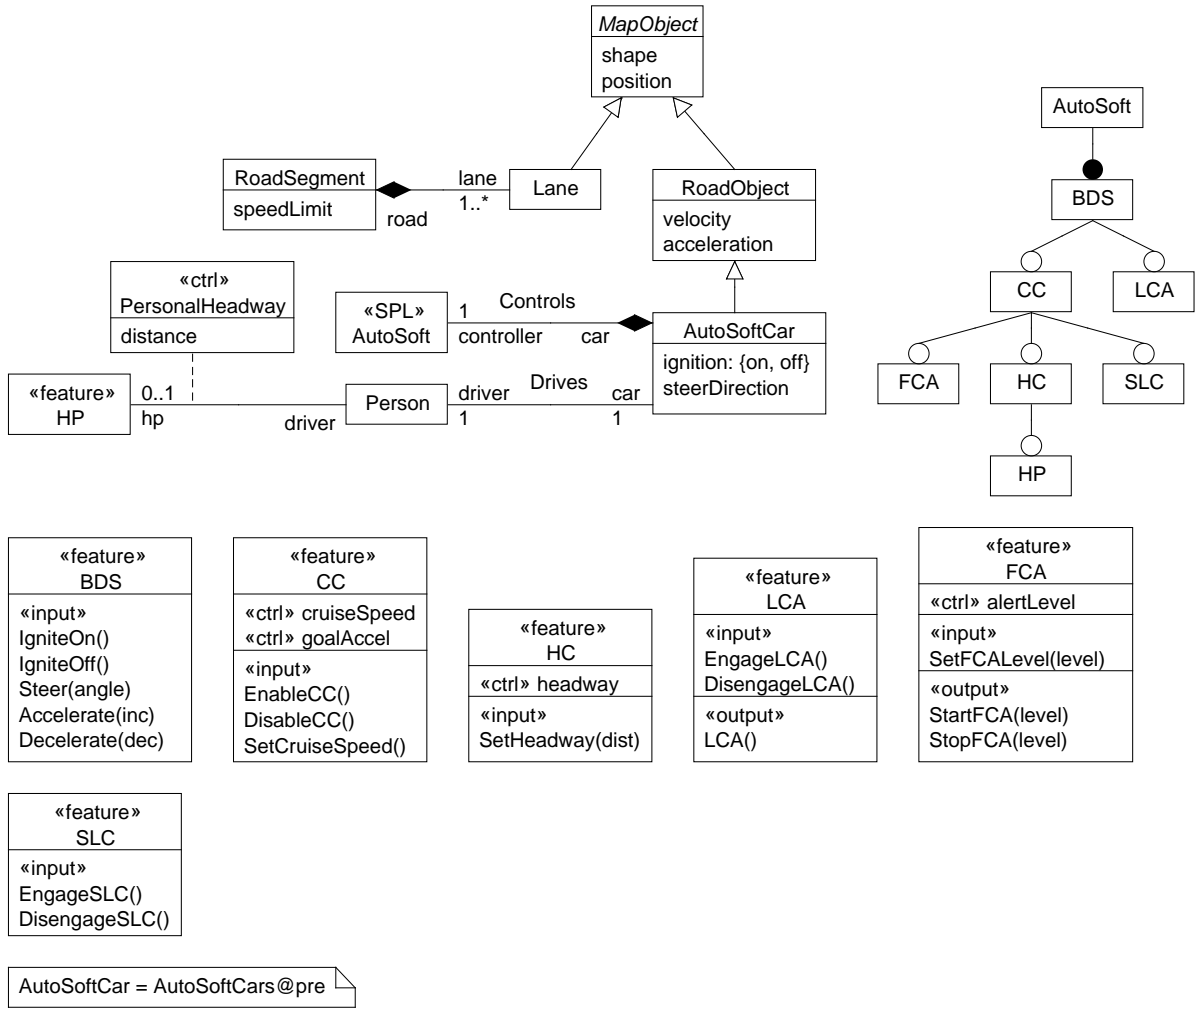 MapObject
shape
position
AutoSoft
BDS
CC
LCA
FCA
HC
SLC
HP
RoadSegment
speedLimit
lane
1..*
road
Lane
RoadObject
velocity
acceleration
«ctrl»
PersonalHeadway
distance
«SPL»
AutoSoft
1
Controls
controller
car
AutoSoftCar
ignition: {on, off}
steerDirection
«feature»
HP
0..1
hp
driver
Person
driver
Drives
car
1
1
«feature»
BDS
«input»
IgniteOn()
IgniteOff()
Steer(angle)
Accelerate(inc)
Decelerate(dec)
«feature»
CC
«ctrl» cruiseSpeed
«ctrl» goalAccel
«input»
EnableCC()
DisableCC()
SetCruiseSpeed()
«feature»
HC
«ctrl» headway
«input»
SetHeadway(dist)
«feature»
LCA
«input»
EngageLCA()
DisengageLCA()
«output»
LCA()
«feature»
FCA
«ctrl» alertLevel
«input»
SetFCALevel(level)
«output»
StartFCA(level)
StopFCA(level)
«feature»
SLC
«input»
EngageSLC()
DisengageSLC()
AutoSoftCar = AutoSoftCars@pre